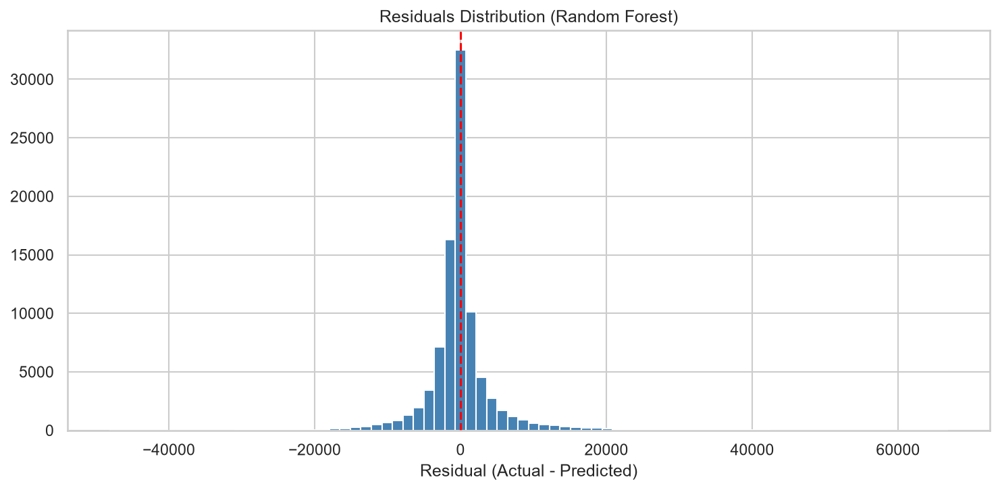 Residuals Distribution (Random Forest)
30000
25000
20000
15000
10000
5000
0
−40000 −20000 0 20000 40000 60000
Residual (Actual - Predicted)